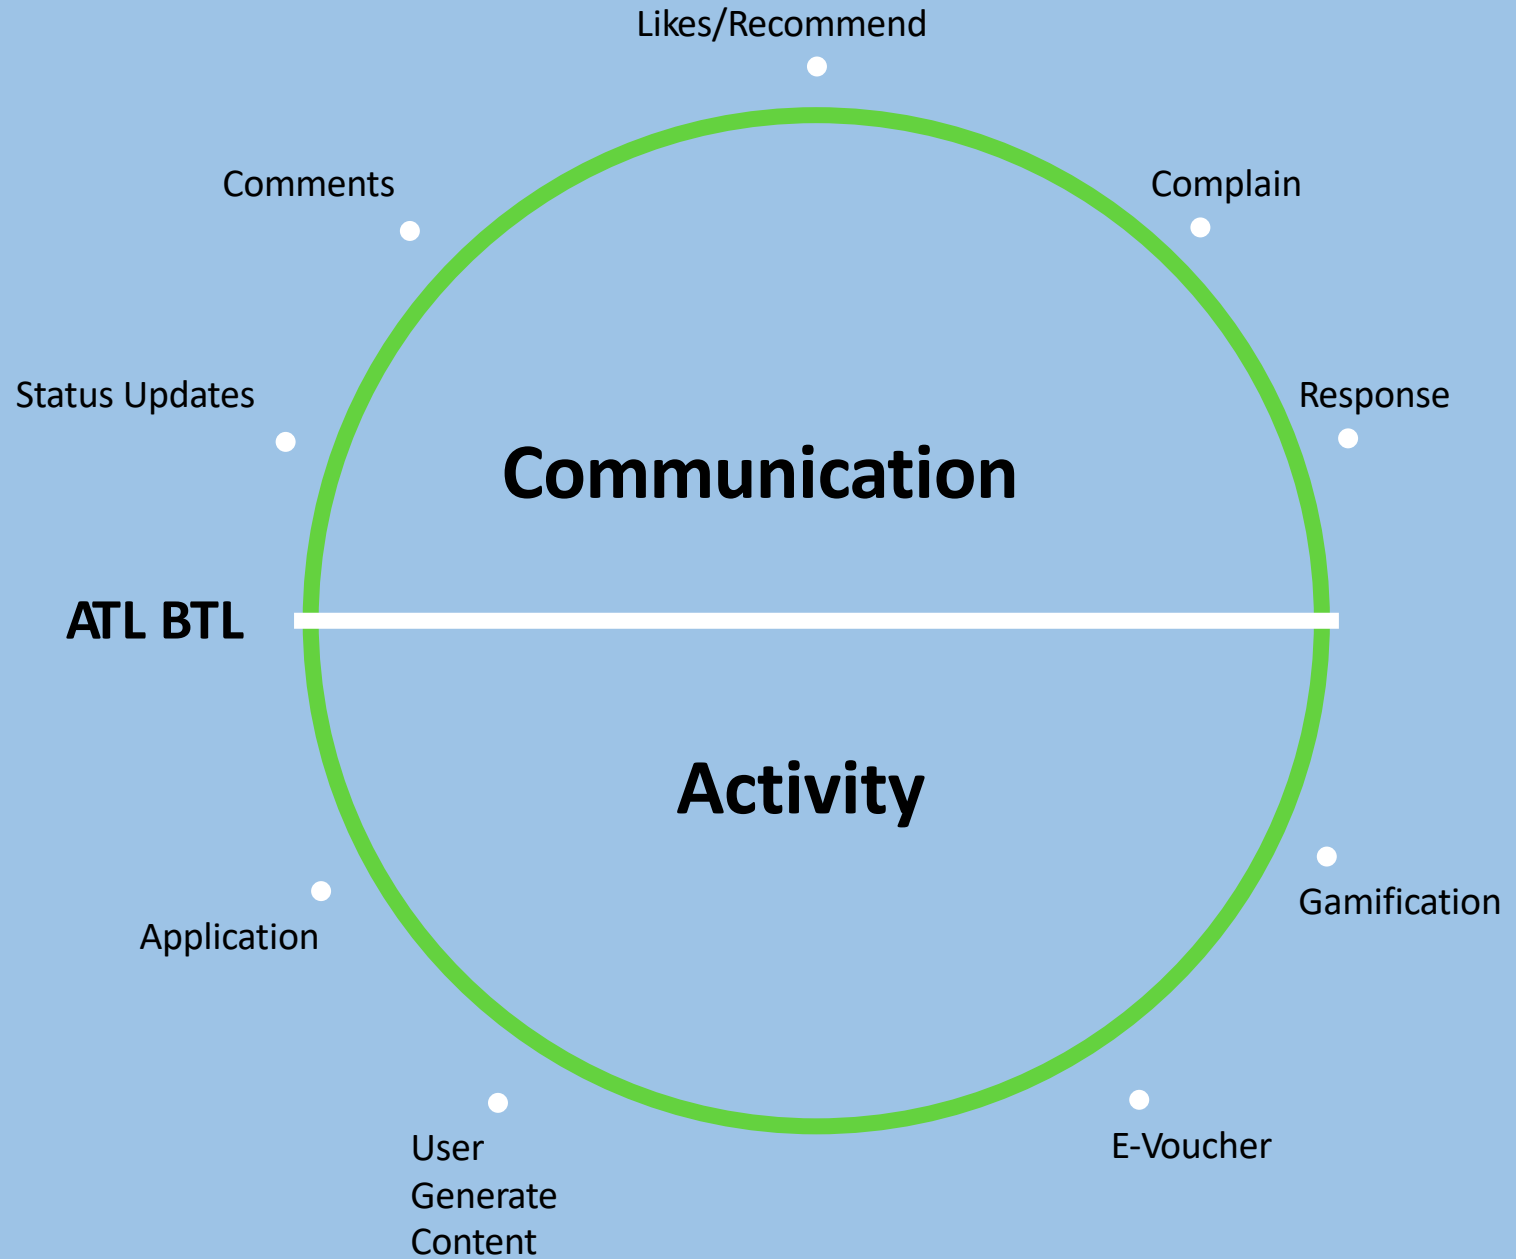 Likes/Recommend
Comments
Complain
Status Updates
Response
Communication
ATL BTL
Activity
Application
Gamification
User
Generate
Content
E-Voucher